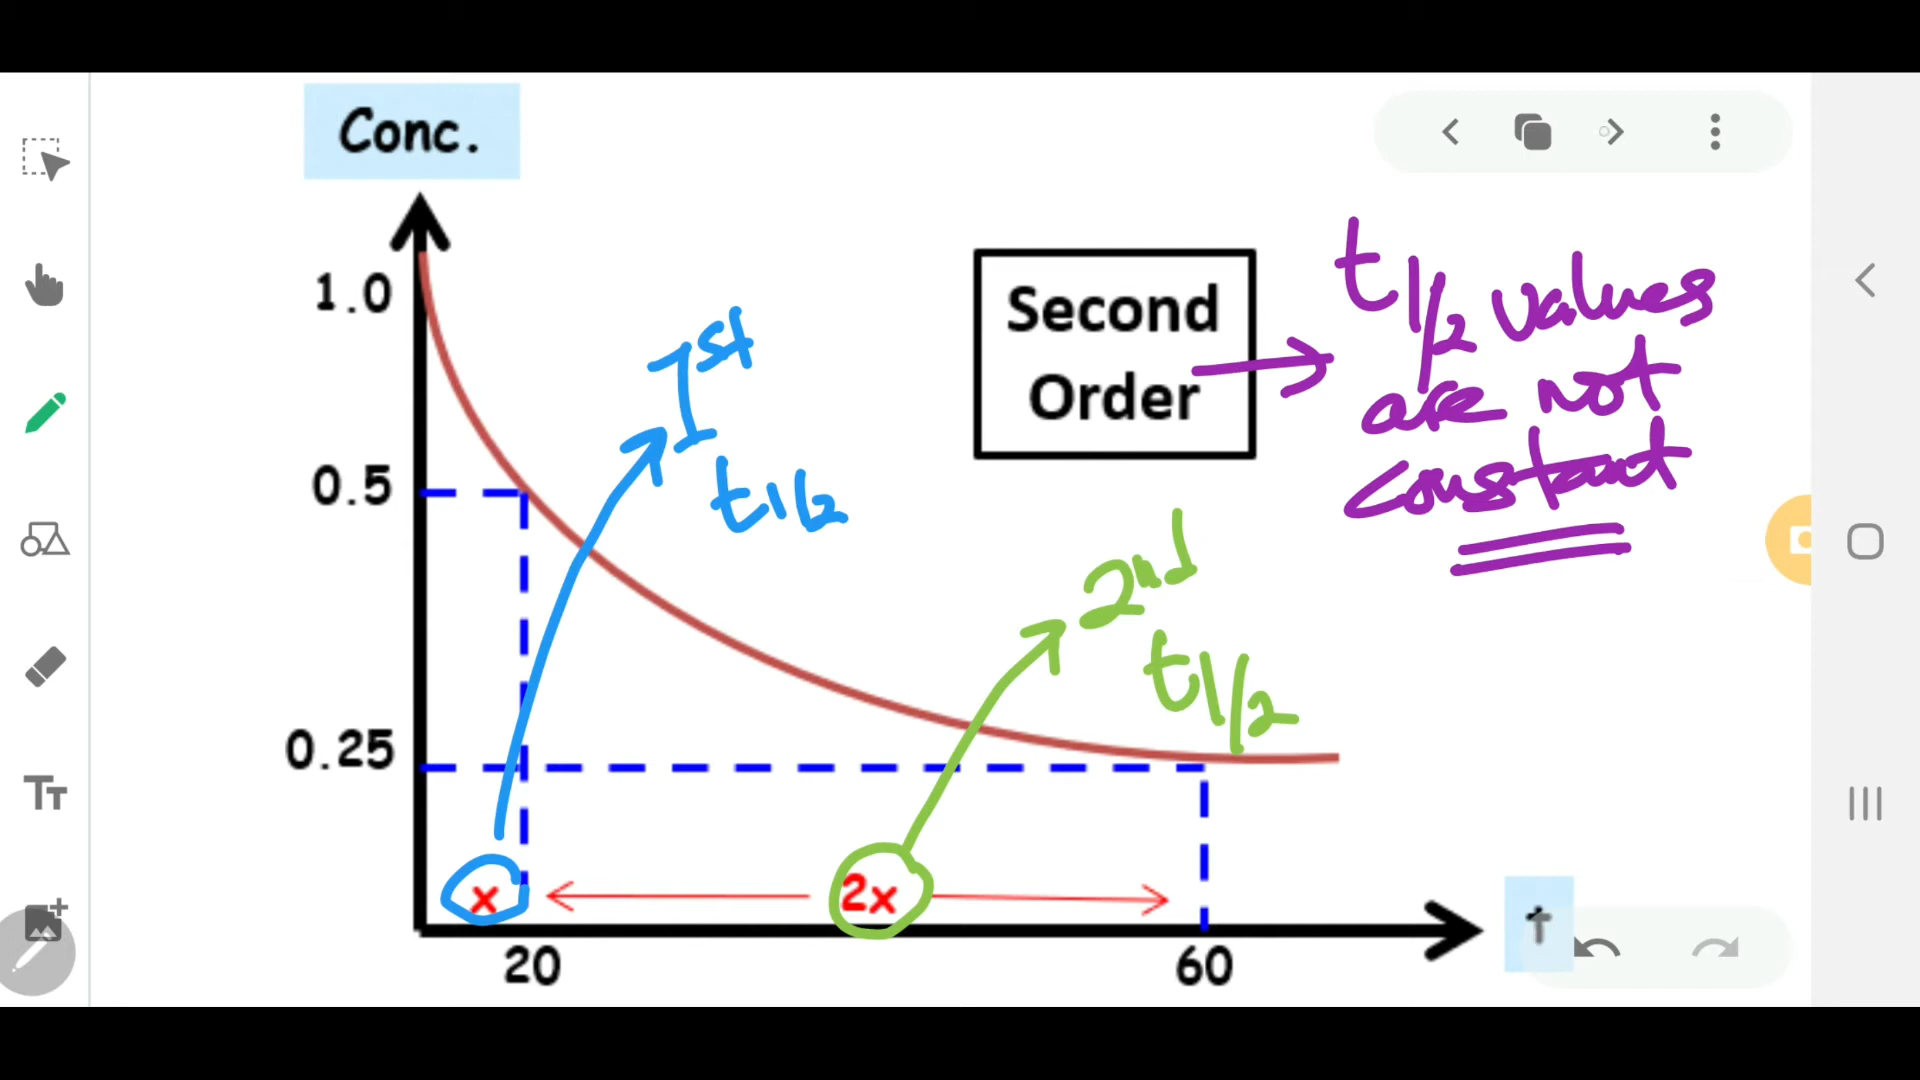 Conc.
1.0
0.5
0.25
Second
Order
t1/2 values
are not
constant
1st
t1/2
2nd
t1/2
x
2x
20
60
t
TT